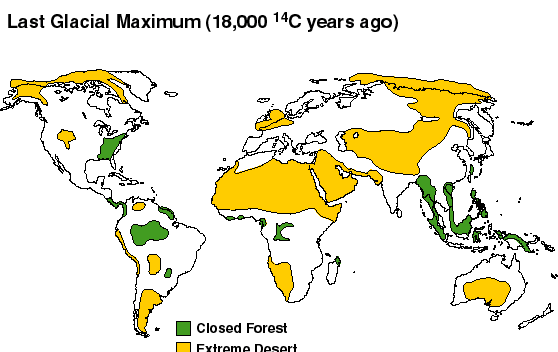 Last Glacial Maximum (18,000 ¹⁴C years ago)
Closed Forest
Extreme Desert